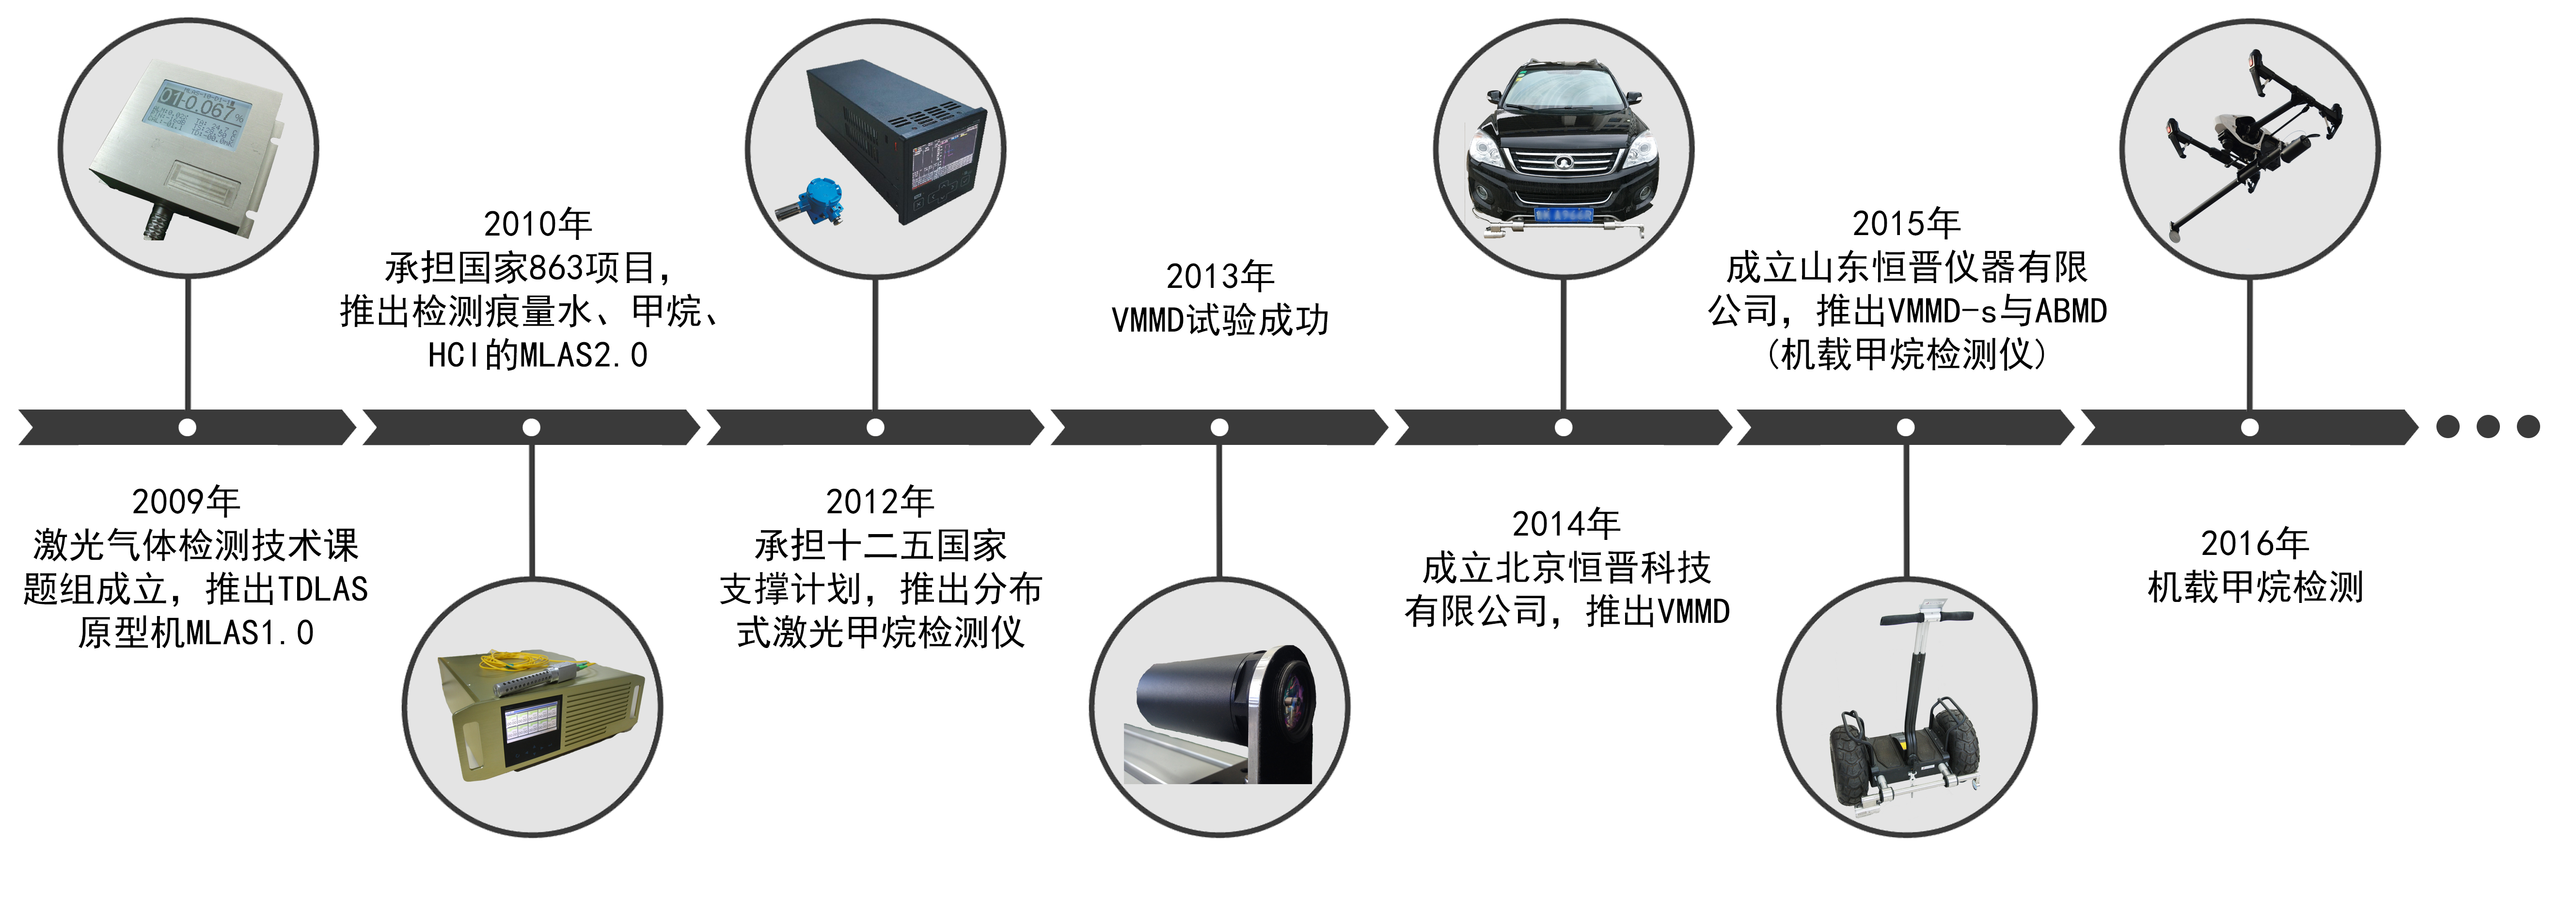 2009年
激光气体检测技术课
题组成立，推出TDLAS
原型机MLAS1.0
2010年
承担国家863项目，
推出检测痕量水、甲烷、
HCl的MLAS2.0
2012年
承担十二五国家
支撑计划，推出分布
式激光甲烷检测仪
2013年
VMMD试验成功
2014年
成立北京恒晋科技
有限公司，推出VMMD
2015年
成立山东恒晋仪器有限
公司，推出VMMD-s与ABMD
(机载甲烷检测仪)
2016年
机载甲烷检测
01-0.067%